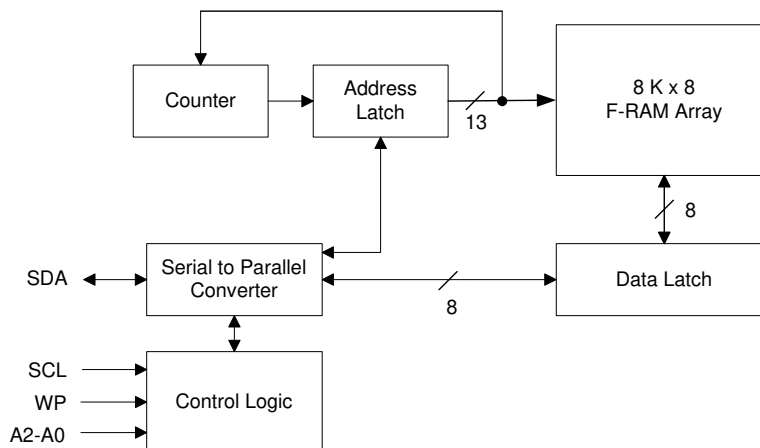 Counter
Address
Latch
13
8 K x 8
F-RAM Array
8
SDA
Serial to Parallel
Converter
8
Data Latch
SCL
WP
A2-A0
Control Logic